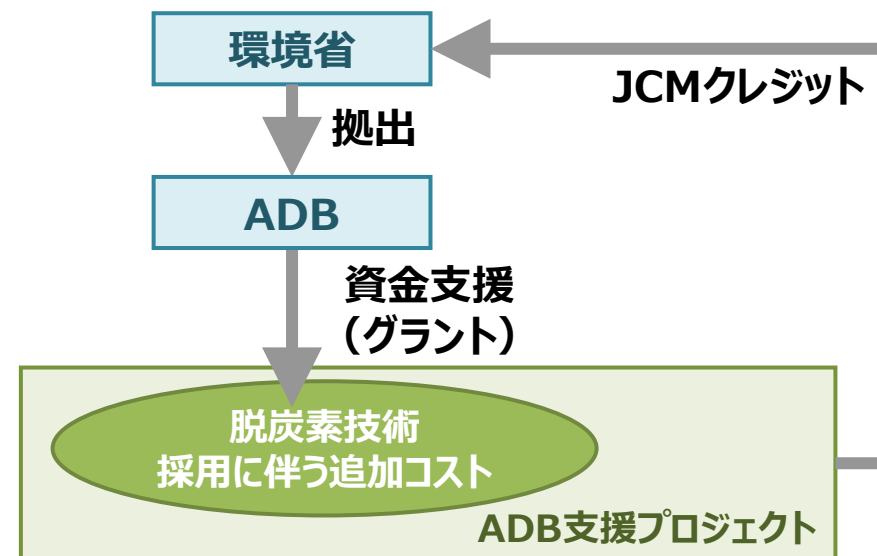 環境省
JCMクレジット
拠出
ADB
資金支援
（グラント）
脱炭素技術
採用に伴う追加コスト
ADB支援プロジェクト